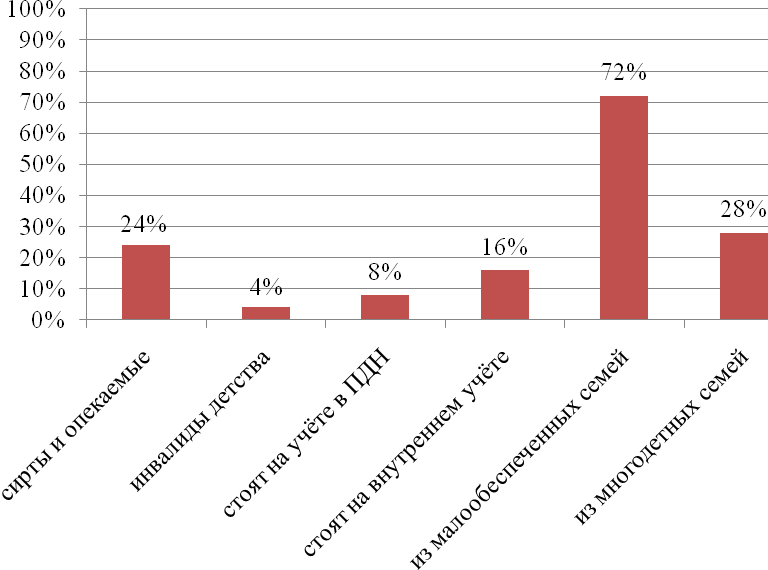 100%
90%
80%
70%
60%
50%
40%
30%
20%
10%
0%
24%
4%
8%
16%
72%
28%
сирты и опекаемые
инвалиды детства
стоят на учёте в ПДН
стоят на внутреннем учёте
из малообеспеченных семей
из многодетных семей